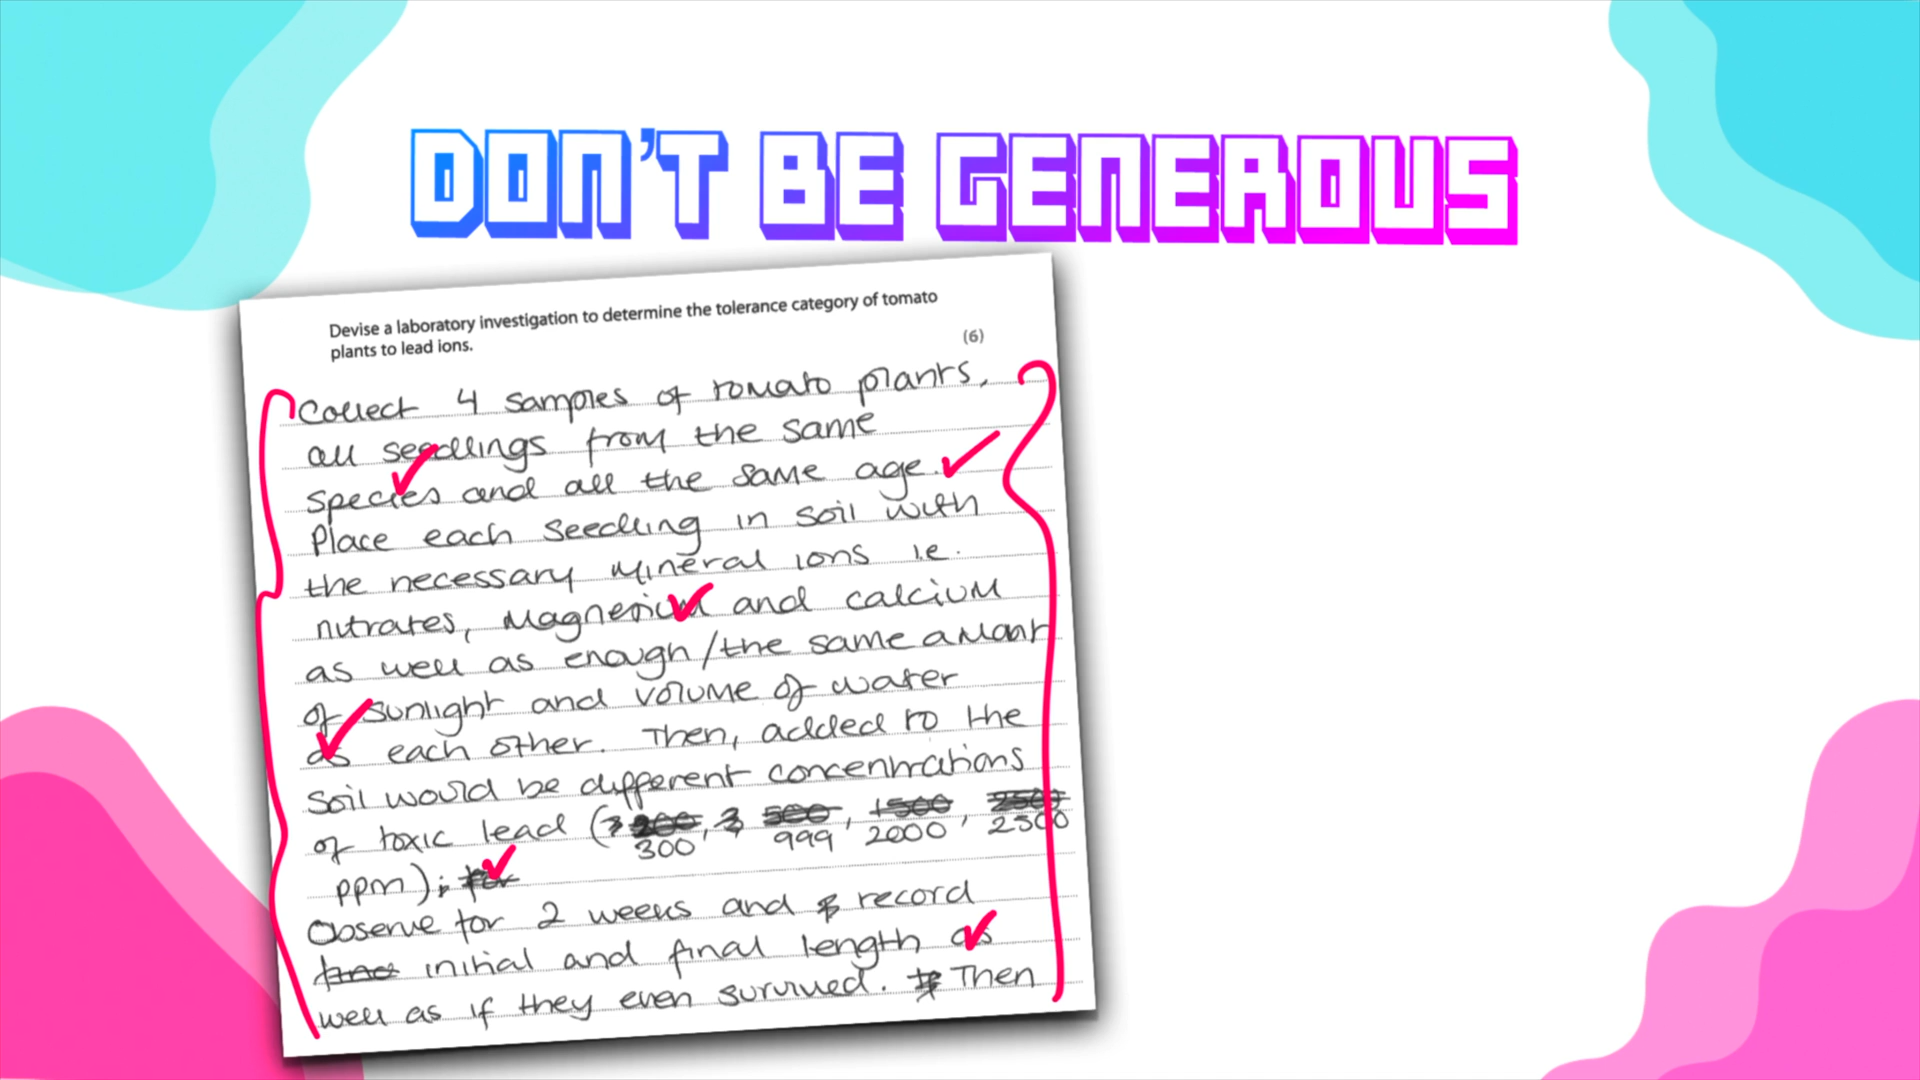 DON'T BE GENEROUS
Devise a laboratory investigation to determine the tolerance category of tomato
plants to lead ions.
(6)
Collect 4 samples of tomato plants,
all seedlings from the same
species and all the same age.
Place each seedling in soil with
the necessary mineral ions i.e.
nutrates, Magnesium and calcium
as well as enough/the same amount
of sunlight and volume of water
as each other. Then, added to the
soil would be different concentrations
of toxic lead (300, 999, 2000, 2500
ppm);
Observe for 2 weeks and record
initial and final length as
well as if they even survived. Then